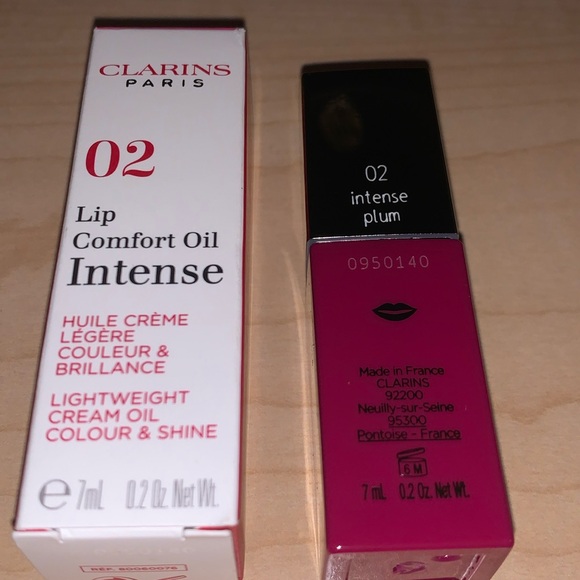 CLARINS
PARIS
02
Lip
Comfort Oil
Intense
HUILE CRÈME
LÉGÈRE
COULEUR &
BRILLANCE
LIGHTWEIGHT
CREAM OIL
COLOUR & SHINE
℮ 7mL 0.2 Oz. Net Wt.
02
intense
plum
0950140
Made in France
CLARINS
92200
Neuilly-sur-Seine
95300
Pontoise - France
6 M
7 mL 0.2 Oz. Net Wt.